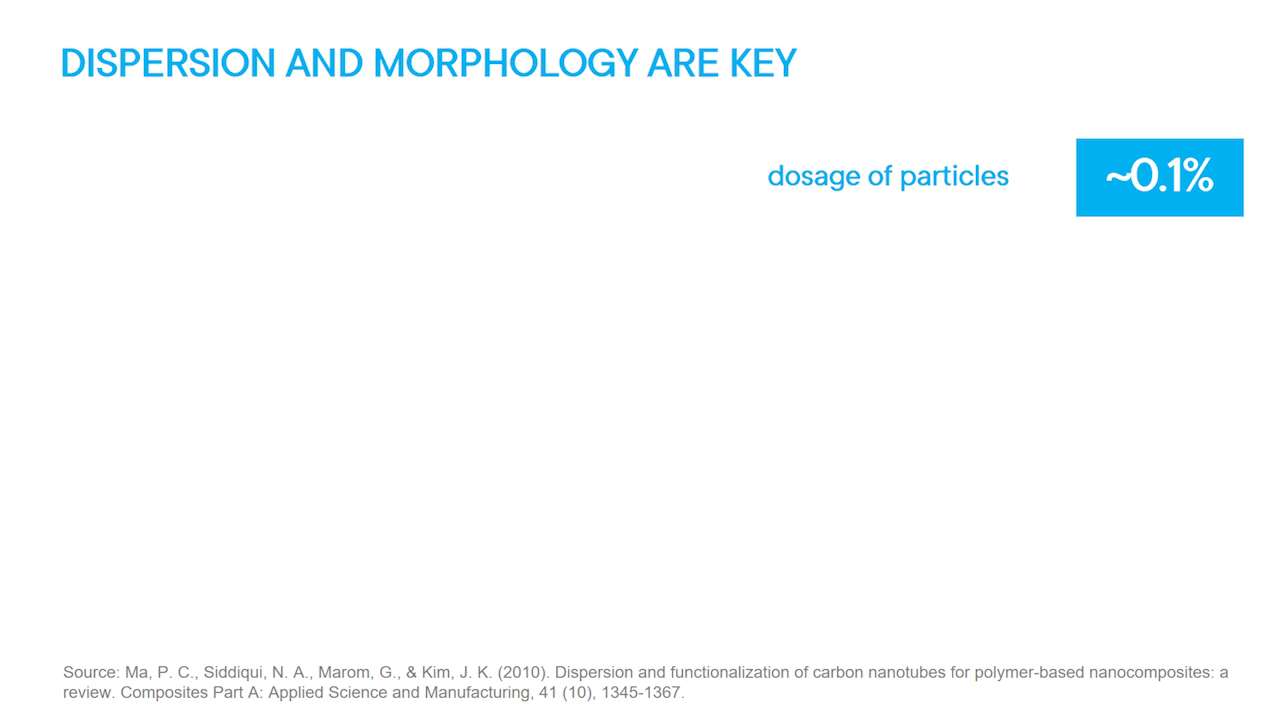 DISPERSION AND MORPHOLOGY ARE KEY
dosage of particles
~0.1%
Source: Ma, P. C., Siddiqui, N. A., Marom, G., & Kim, J. K. (2010). Dispersion and functionalization of carbon nanotubes for polymer-based nanocomposites: a
review. Composites Part A: Applied Science and Manufacturing, 41 (10), 1345-1367.